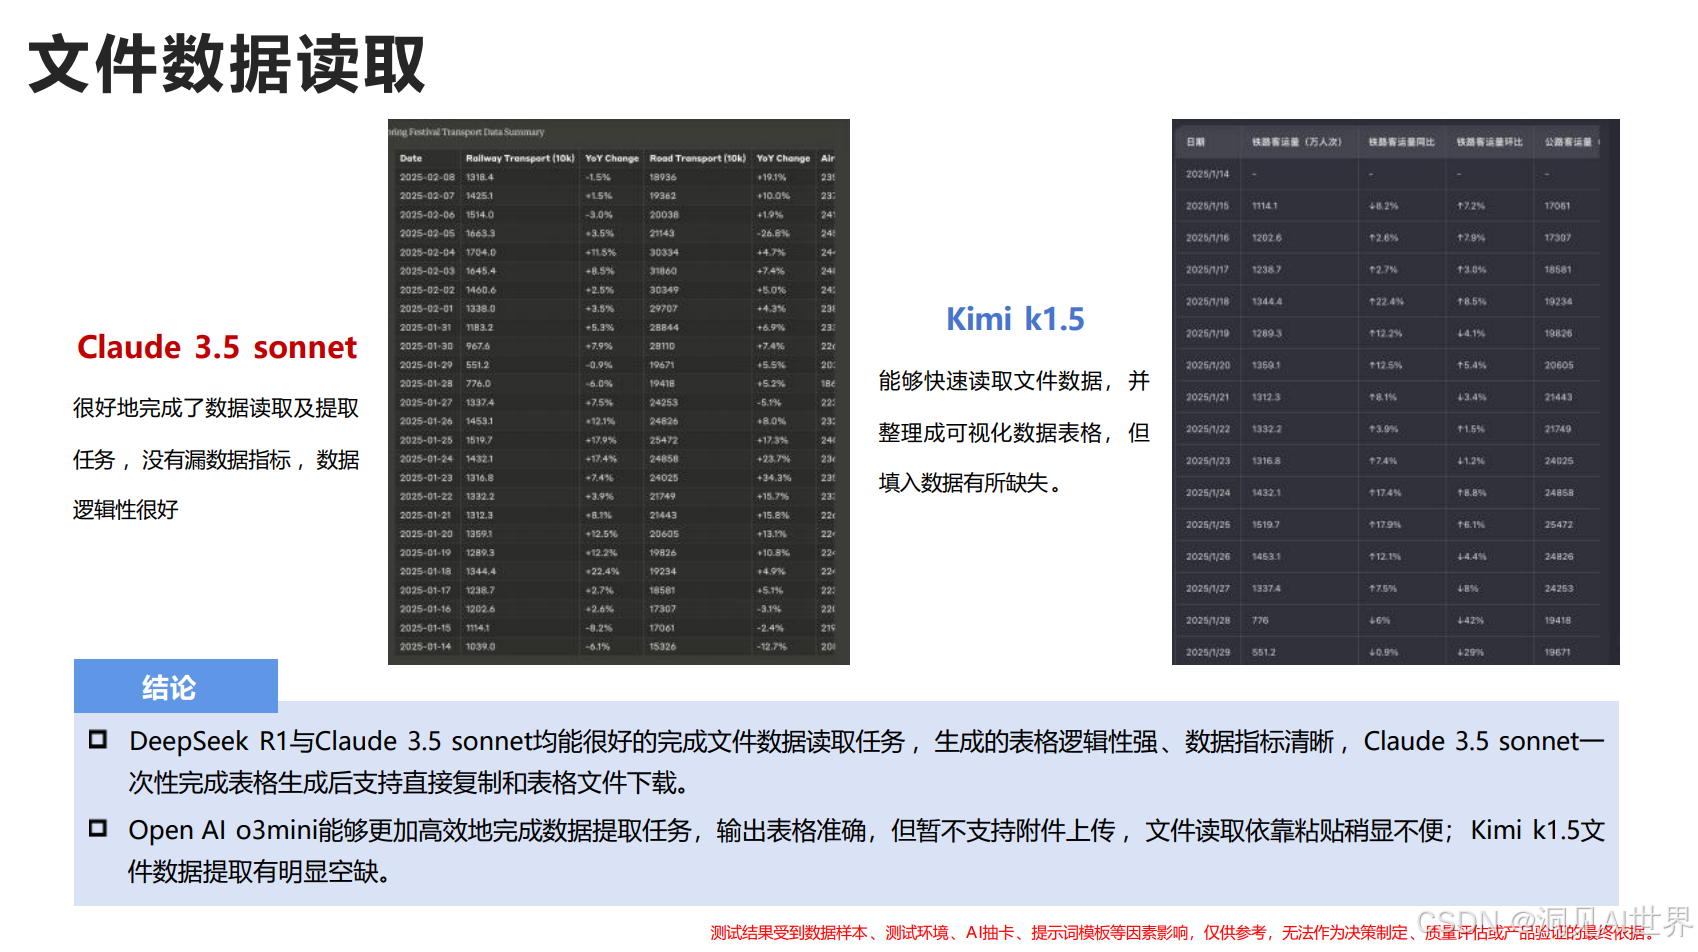 文件数据读取
Claude 3.5 sonnet
很好地完成了数据读取及提取
任务，没有漏数据指标，数据
逻辑性很好
ring Festival Transport Data Summary
Date Railway Transport (10k) YoY Change Road Transport (10k) YoY Change Air
2025-02-08 1318.4 -1.5% 18936 +19.1% 235
2025-02-07 1425.1 +1.5% 19362 +10.0% 237
2025-02-06 1514.0 -3.0% 20038 +1.9% 241
2025-02-05 1663.3 +3.5% 21143 -26.8% 245
2025-02-04 1704.0 +11.5% 30334 +4.7% 244
2025-02-03 1645.4 +8.5% 31860 +7.4% 240
2025-02-02 1460.6 +2.5% 30349 +5.0% 243
2025-02-01 1338.0 +3.5% 29707 +4.3% 238
2025-01-31 1183.2 +5.3% 28844 +6.9% 233
2025-01-30 967.6 +7.9% 28110 +7.4% 226
2025-01-29 551.2 -0.9% 19671 +5.5% 203
2025-01-28 776.0 -6.0% 19418 +5.2% 186
2025-01-27 1337.4 +7.5% 24253 -5.1% 223
2025-01-26 1453.1 +12.1% 24826 +8.0% 232
2025-01-25 1519.7 +17.9% 25472 +17.3% 240
2025-01-24 1432.1 +17.4% 24858 +23.7% 236
2025-01-23 1316.8 +7.4% 24025 +34.3% 235
2025-01-22 1332.2 +3.9% 21749 +15.7% 233
2025-01-21 1312.3 +8.1% 21443 +15.8% 226
2025-01-20 1359.1 +12.5% 20605 +13.1% 224
2025-01-19 1289.3 +12.2% 19826 +10.8% 224
2025-01-18 1344.4 +22.4% 19234 +4.9% 224
2025-01-17 1238.7 +2.7% 18581 +5.1% 223
2025-01-16 1202.6 +2.6% 17307 -3.1% 220
2025-01-15 1114.1 -8.2% 17061 -2.4% 219
2025-01-14 1039.0 -6.1% 15326 -12.7% 208
Kimi k1.5
能够快速读取文件数据，并
整理成可视化数据表格，但
填入数据有所缺失。
日期 铁路客运量（万人次） 铁路客运量同比 铁路客运量环比 公路客运量（
2025/1/14 - - - -
2025/1/15 1114.1 ↓8.2% ↑7.2% 17061
2025/1/16 1202.6 ↑2.6% ↑7.9% 17307
2025/1/17 1238.7 ↑2.7% ↑3.0% 18581
2025/1/18 1344.4 ↑22.4% ↑8.5% 19234
2025/1/19 1289.3 ↑12.2% ↓4.1% 19826
2025/1/20 1359.1 ↑12.5% ↑5.4% 20605
2025/1/21 1312.3 ↑8.1% ↓3.4% 21443
2025/1/22 1332.2 ↑3.9% ↑1.5% 21749
2025/1/23 1316.8 ↑7.4% ↓1.2% 24025
2025/1/24 1432.1 ↑17.4% ↑8.8% 24858
2025/1/25 1519.7 ↑17.9% ↑6.1% 25472
2025/1/26 1453.1 ↑12.1% ↓4.4% 24826
2025/1/27 1337.4 ↑7.5% ↓8% 24253
2025/1/28 776 ↓6% ↓42% 19418
2025/1/29 551.2 ↓0.9% ↓29% 19671
结论
DeepSeek R1与Claude 3.5 sonnet均能很好的完成文件数据读取任务，生成的表格逻辑性强、数据指标清晰，Claude 3.5 sonnet一
次性完成表格生成后支持直接复制和表格文件下载。
Open AI o3mini能够更加高效地完成数据提取任务，输出表格准确，但暂不支持附件上传，文件读取依靠粘贴稍显不便；Kimi k1.5文
件数据提取有明显空缺。
测试结果受到数据样本、测试环境、AI抽卡、提示词模板等因素影响，仅供参考，无法作为决策制定、质量评估或产品验证的最终依据。
CSDN @洞见AI世界